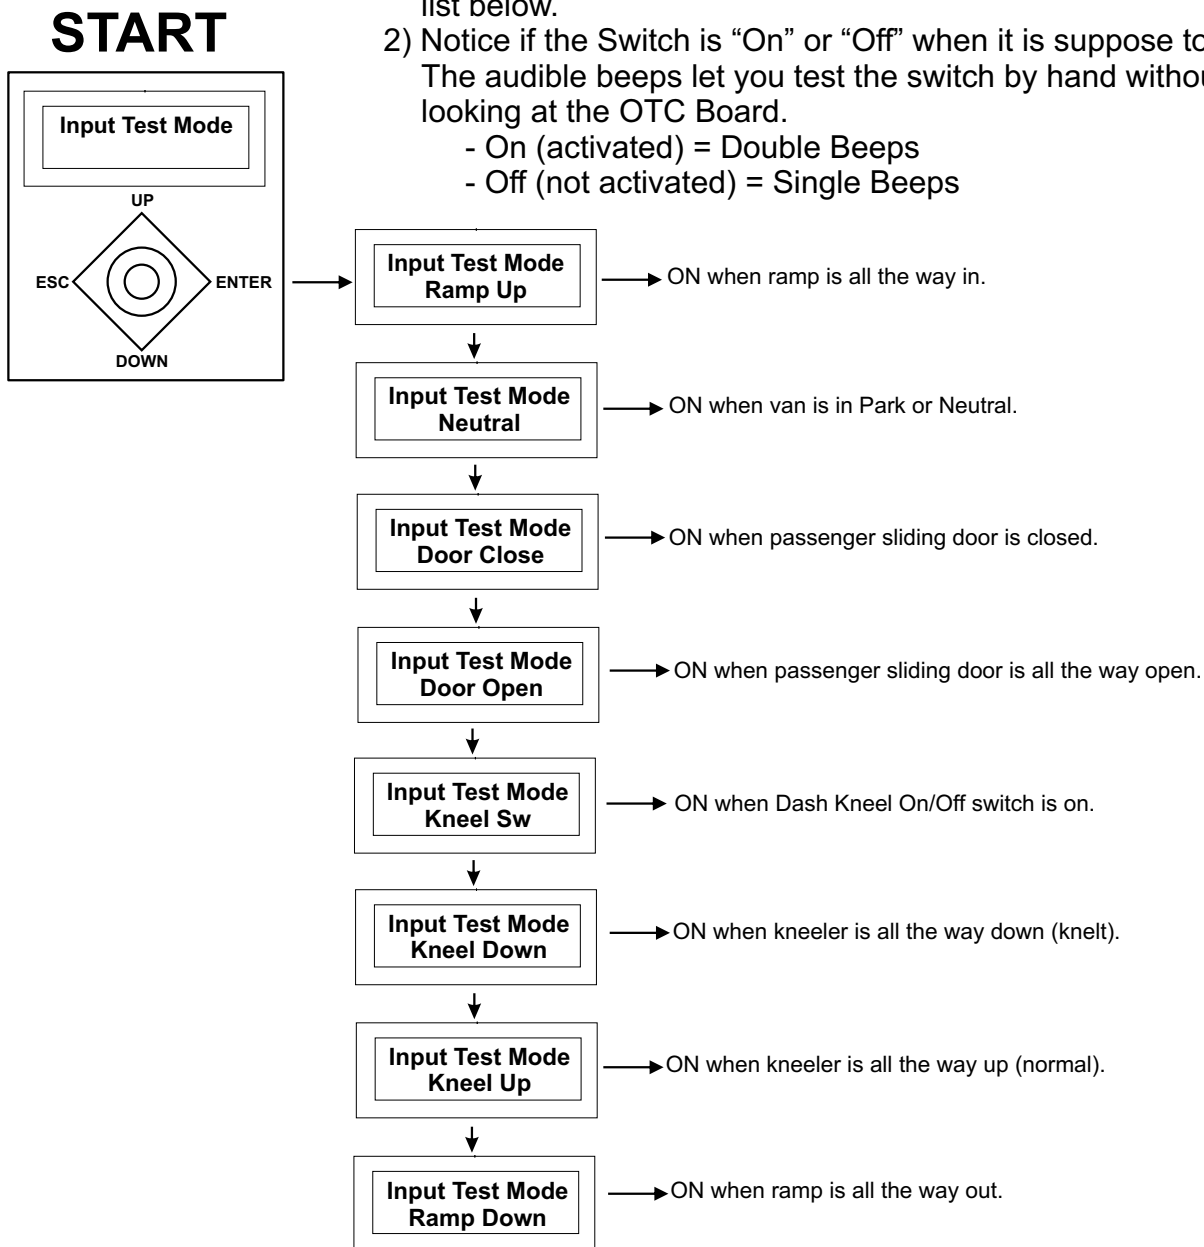 list below.
START
2) Notice if the Switch is “On” or “Off” when it is suppose to
The audible beeps let you test the switch by hand withou
looking at the OTC Board.
- On (activated) = Double Beeps
- Off (not activated) = Single Beeps
Input Test Mode
UP
ESC
ENTER
DOWN
Input Test Mode
Ramp Up
ON when ramp is all the way in.
Input Test Mode
Neutral
ON when van is in Park or Neutral.
Input Test Mode
Door Close
ON when passenger sliding door is closed.
Input Test Mode
Door Open
ON when passenger sliding door is all the way open.
Input Test Mode
Kneel Sw
ON when Dash Kneel On/Off switch is on.
Input Test Mode
Kneel Down
ON when kneeler is all the way down (knelt).
Input Test Mode
Kneel Up
ON when kneeler is all the way up (normal).
Input Test Mode
Ramp Down
ON when ramp is all the way out.